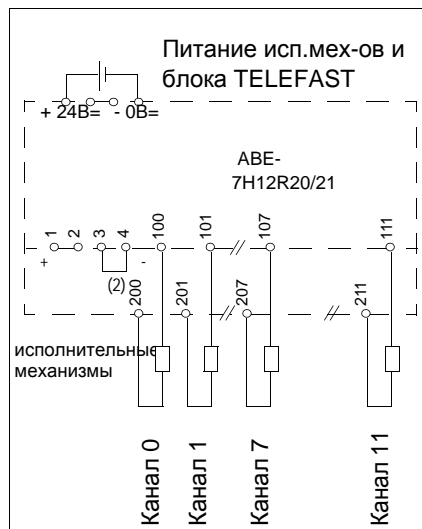 Питание исп.мех-ов и
блока TELEFAST
+ 24В= - 0В=
ABE-
7H12R20/21
1 2 3 4 100 101 107 111
+ -
(2)
200 201 207 211
исполнительные
механизмы
Канал 0
Канал 1
Канал 7
Канал 11